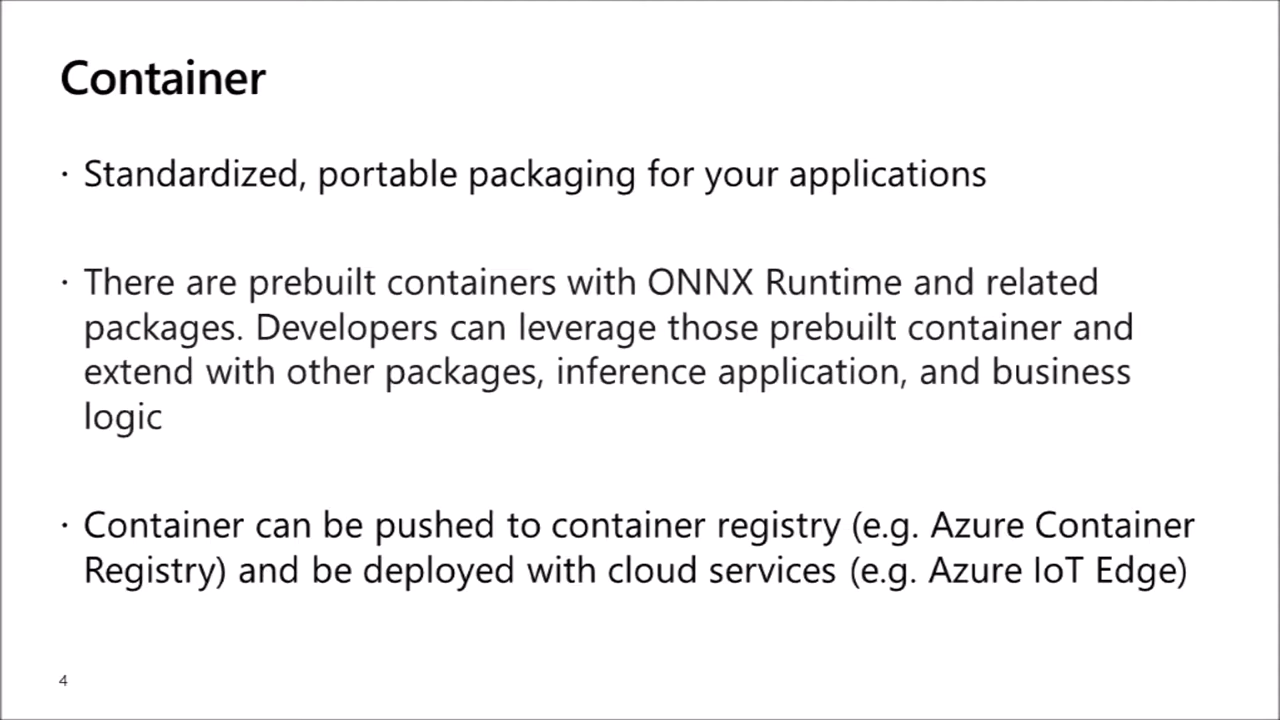 Container
· Standardized, portable packaging for your applications
· There are prebuilt containers with ONNX Runtime and related
packages. Developers can leverage those prebuilt container and
extend with other packages, inference application, and business
logic
· Container can be pushed to container registry (e.g. Azure Container
Registry) and be deployed with cloud services (e.g. Azure IoT Edge)
4